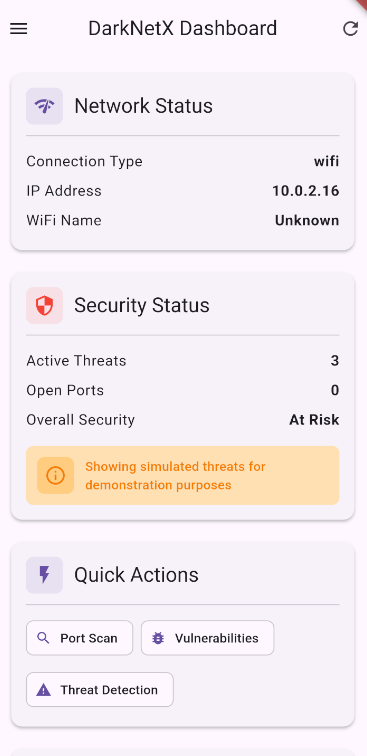 DarkNetX Dashboard
Network Status
Connection Type wifi
IP Address 10.0.2.16
WiFi Name Unknown
Security Status
Active Threats 3
Open Ports 0
Overall Security At Risk
Showing simulated threats for
demonstration purposes
Quick Actions
Port Scan Vulnerabilities
Threat Detection